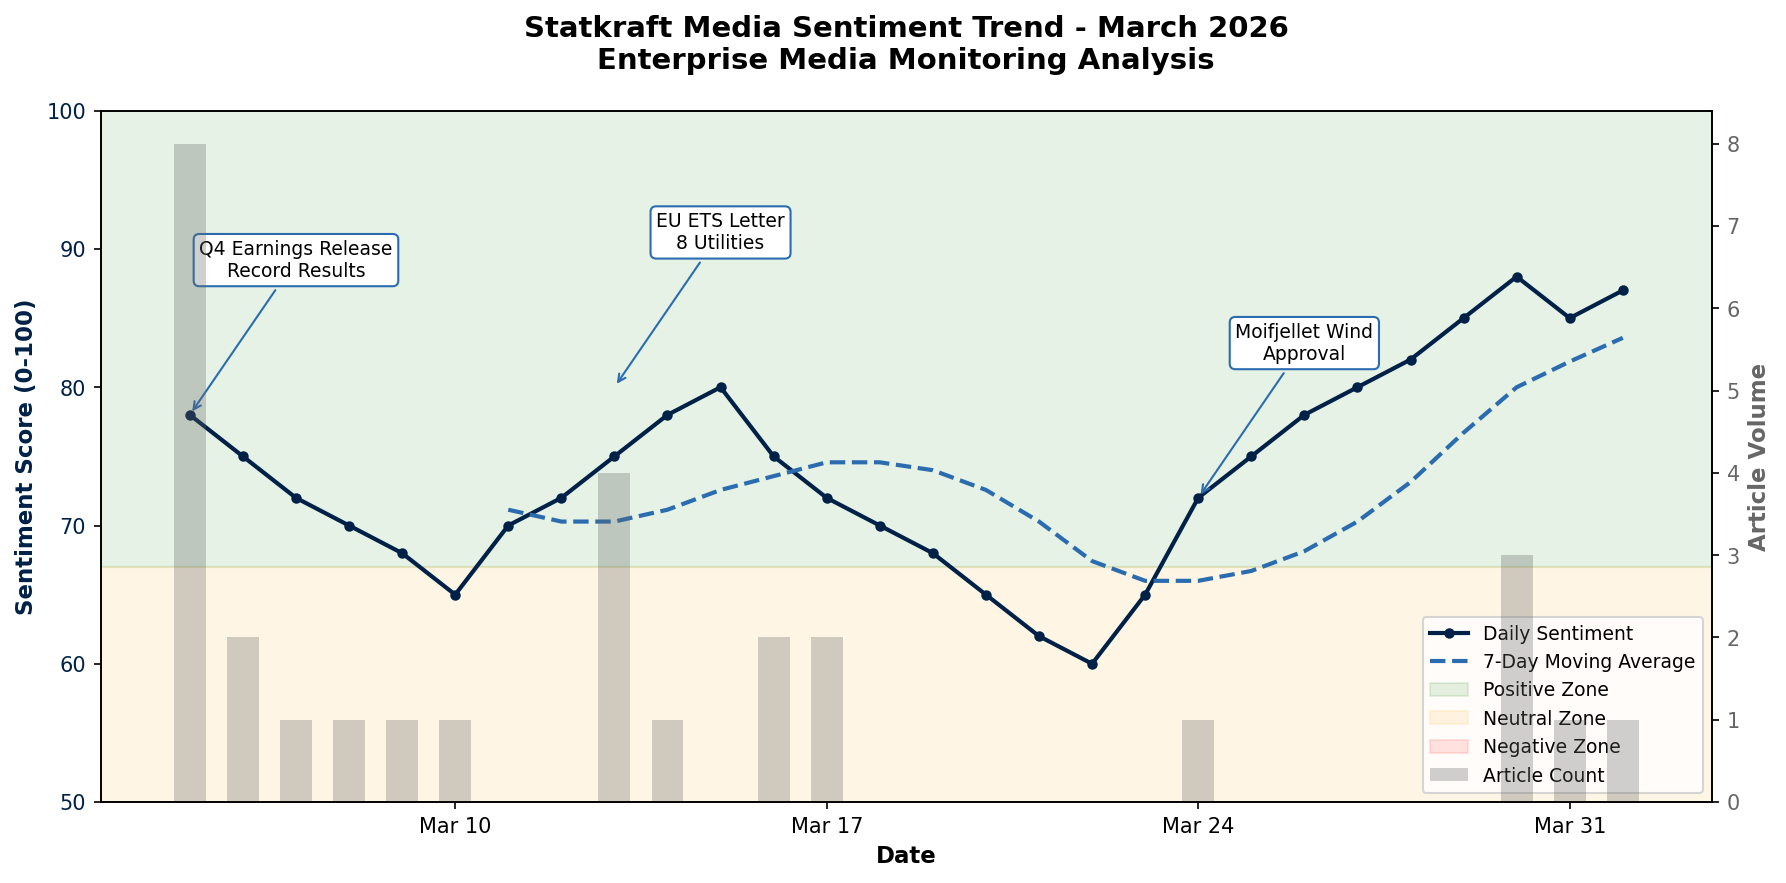 Statkraft Media Sentiment Trend - March 2026
Enterprise Media Monitoring Analysis
Sentiment Score (0-100)
100
90
80
70
60
50
Q4 Earnings Release
Record Results
EU ETS Letter
8 Utilities
Moifjellet Wind
Approval
Daily Sentiment
7-Day Moving Average
Positive Zone
Neutral Zone
Negative Zone
Article Count
8
7
6
5
4
3
2
1
0
Article Volume
Mar 10
Mar 17
Mar 24
Mar 31
Date